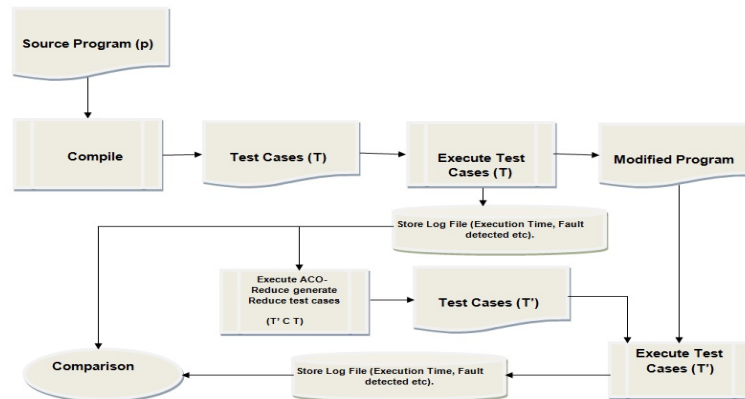 Source Program (p)
Compile
Test Cases (T)
Execute Test
Cases (T)
Modified Program
Store Log File (Execution Time, Fault
detected etc).
Execute ACO-
Reduce generate
Reduce test cases
(T' C T)
Test Cases (T')
Execute Test
Cases (T')
Store Log File (Execution Time, Fault
detected etc).
Comparison